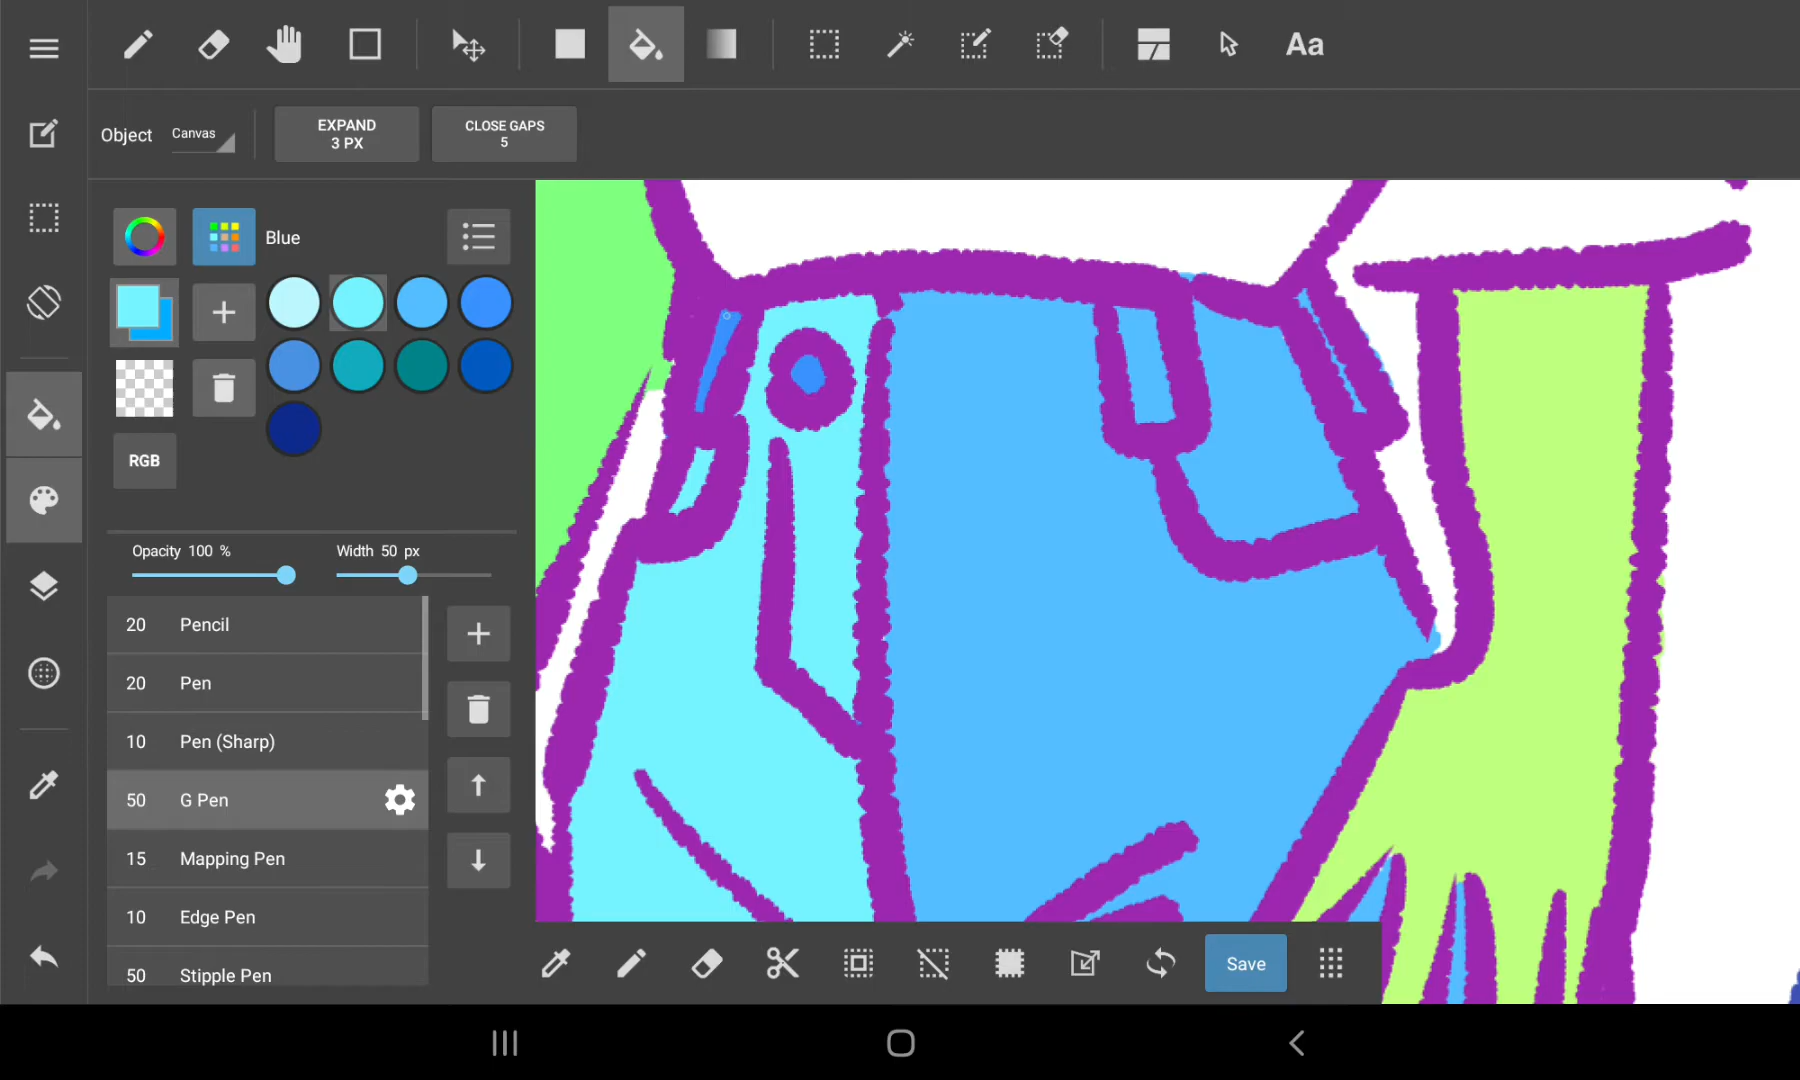 Aa
Object Canvas
EXPAND
3 PX
CLOSE GAPS
5
Blue
RGB
Opacity 100 %
Width 50 px
20 Pencil
20 Pen
10 Pen (Sharp)
50 G Pen
15 Mapping Pen
10 Edge Pen
50 Stipple Pen
Save